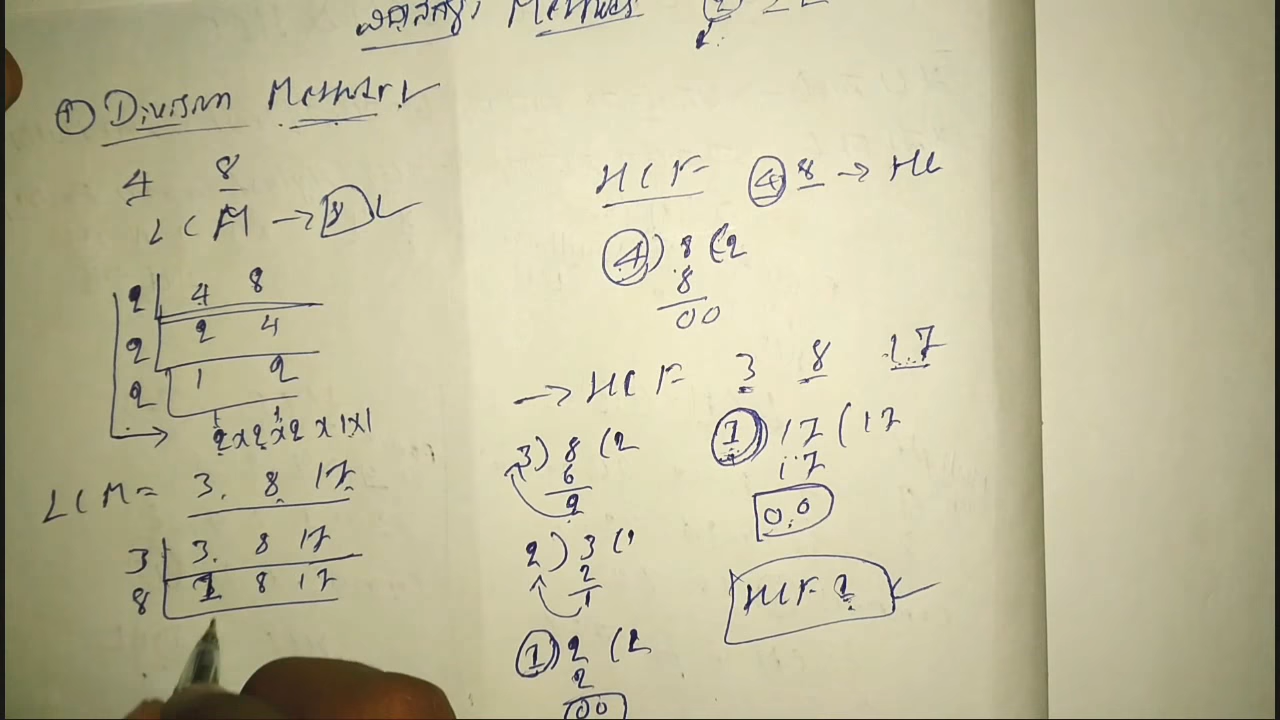 Methods ②
① Division Method
4 8
LCM → 8
2 4 8
2 2 4
2 1 2
2x2x2x1x1
LCM = 3. 8 17
3 3. 8 17
8 1 8 17
HCF ④ 8 → HC
④) 8 (2
8
00
→ HCF 3 8 17
3) 8 (2
6
2
2) 3 (1
2
1
①) 2 (2
2
00
①) 17 (17
17
0.0
HCF